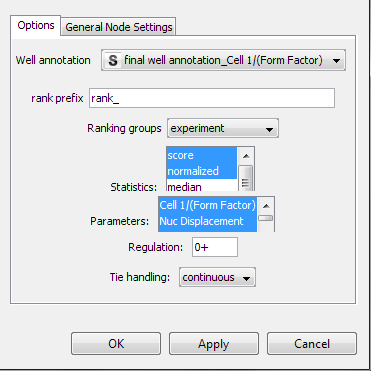 Options General Node Settings
Well annotation S final well annotation_Cell 1/(Form Factor)
rank prefix rank_
Ranking groups experiment
score
normalized
Statistics: median
Cell 1/(Form Factor)
Parameters: Nuc Displacement
Regulation: 0+
Tie handling: continuous
OK Apply Cancel